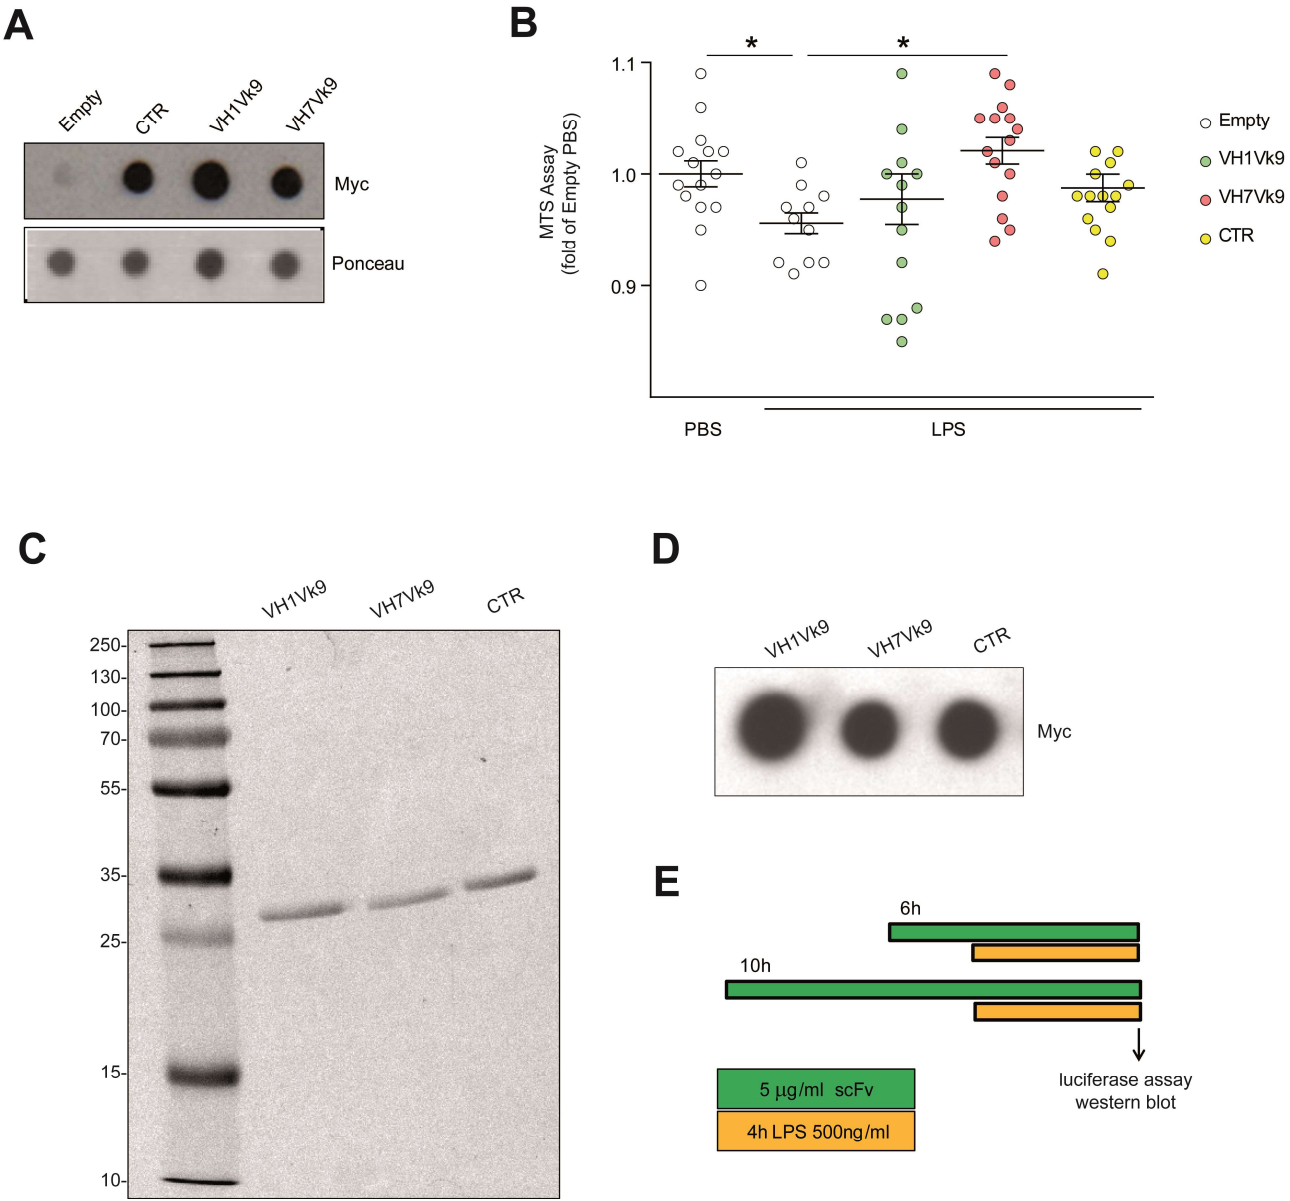 A
Empty
CTR
VH1Vk9
VH7Vk9
Myc
Ponceau
B
*
*
MTS Assay
(fold of Empty PBS)
1.1
1.0
0.9
PBS
LPS
Empty
VH1Vk9
VH7Vk9
CTR
C
VH1Vk9
VH7Vk9
CTR
250-
130-
100-
70-
55-
35-
25-
15-
10-
D
VH1Vk9
VH7Vk9
CTR
Myc
E
6h
10h
luciferase assay
western blot
5 µg/ml scFv
4h LPS 500ng/ml